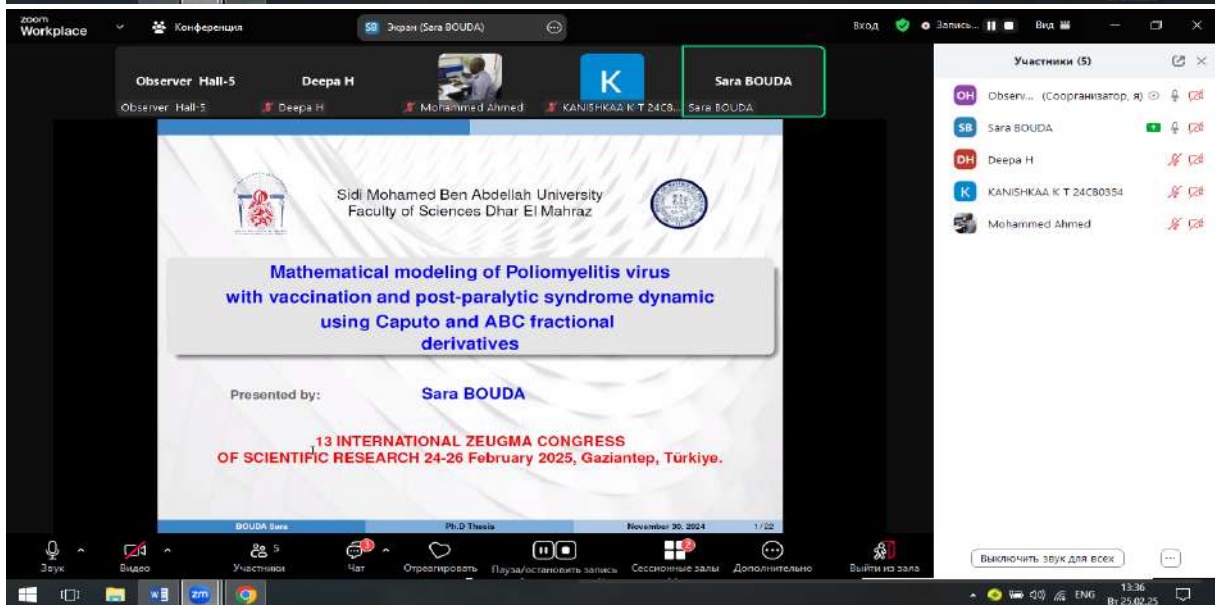 zoom
Workplace
Конференция
SB Экран (Sara BOUDA)
Вход
Запись...
Вид
Observer Hall-5
Deepa H
K
Sara BOUDA
Observer Hall-5
Deepa H
Mohammed Ahmed
KANISHKAA K T 24CB...
Sara BOUDA
Участники (5)
OH Observ... (Соорганизатор, я)
SB Sara BOUDA
DH Deepa H
K KANISHKAA K T 24CB0354
Mohammed Ahmed
Sidi Mohamed Ben Abdellah University
Faculty of Sciences Dhar El Mahraz
Mathematical modeling of Poliomyelitis virus
with vaccination and post-paralytic syndrome dynamic
using Caputo and ABC fractional
derivatives
Presented by: Sara BOUDA
13 INTERNATIONAL ZEUGMA CONGRESS
OF SCIENTIFIC RESEARCH 24-26 February 2025, Gaziantep, Türkiye.
BOUDA Sara Ph.D Thesis November 30, 2024 1/22
Звук
Видео
5
Участники
3
Чат
Отреагировать
Пауза/остановить запись
2
Сессионные залы
Дополнительно
Выйти из зала
Выключить звук для всех
zm
ENG
13:36
Вт 25.02.25